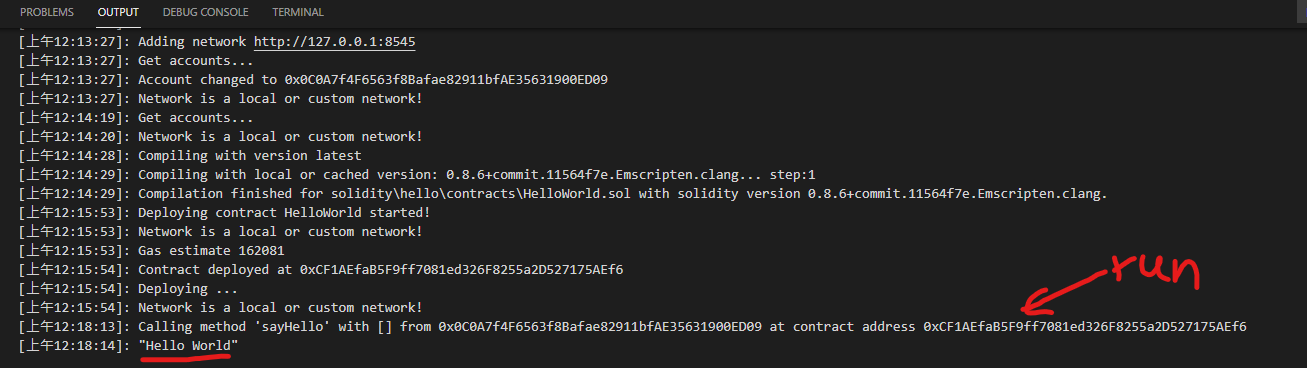 PROBLEMS OUTPUT DEBUG CONSOLE TERMINAL
[上午12:13:27]: Adding network http://127.0.0.1:8545
[上午12:13:27]: Get accounts...
[上午12:13:27]: Account changed to 0x0C0A7f4F6563f8Bafae82911bfAE35631900ED09
[上午12:13:27]: Network is a local or custom network!
[上午12:14:19]: Get accounts...
[上午12:14:20]: Network is a local or custom network!
[上午12:14:28]: Compiling with version latest
[上午12:14:29]: Compiling with local or cached version: 0.8.6+commit.11564f7e.Emscripten.clang... step:1
[上午12:14:29]: Compilation finished for solidity\hello\contracts\HelloWorld.sol with solidity version 0.8.6+commit.11564f7e.Emscripten.clang.
[上午12:15:53]: Deploying contract HelloWorld started!
[上午12:15:53]: Network is a local or custom network!
[上午12:15:53]: Gas estimate 162081
[上午12:15:54]: Contract deployed at 0xCF1AEfaB5F9ff7081ed326F8255a2D527175AEf6
[上午12:15:54]: Deploying ...
run
[上午12:15:54]: Network is a local or custom network!
[上午12:18:13]: Calling method 'sayHello' with [] from 0x0C0A7f4F6563f8Bafae82911bfAE35631900ED09 at contract address 0xCF1AEfaB5F9ff7081ed326F8255a2D527175AEf6
[上午12:18:14]: "Hello World"